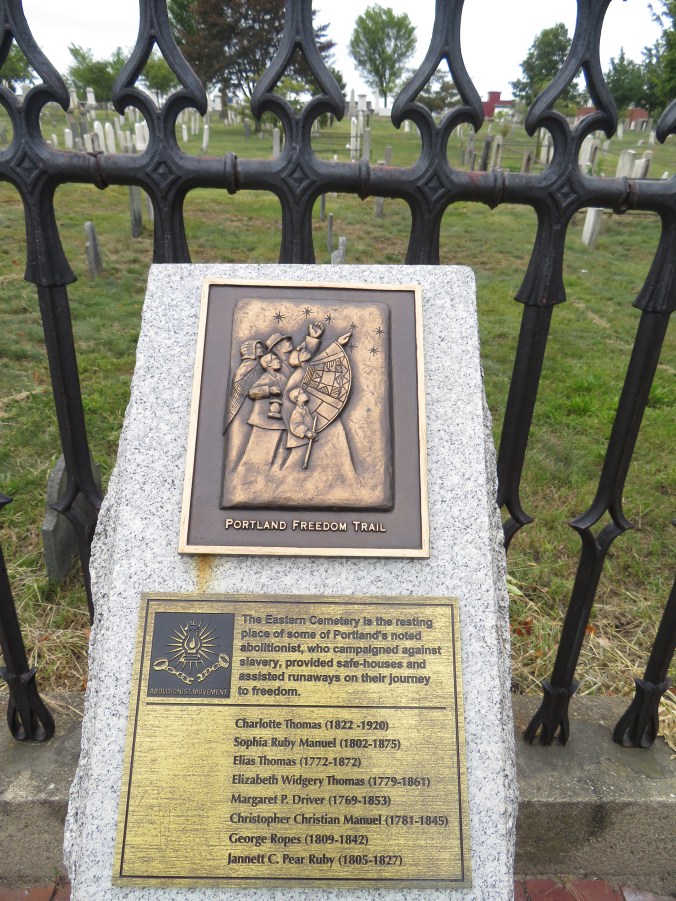 PORTLAND FREEDOM TRAIL
The Eastern Cemetery is the resting
place of some of Portland's noted
abolitionist, who campaigned against
slavery, provided safe-houses and
assisted runaways on their journey
to freedom.
ABOLITIONIST MOVEMENT
Charlotte Thomas (1822 -1920)
Sophia Ruby Manuel (1802-1875)
Elias Thomas (1772-1872)
Elizabeth Widgery Thomas (1779-1861)
Margaret P. Driver (1769-1853)
Christopher Christian Manuel (1781-1845)
George Ropes (1809-1842)
Jannett C. Pear Ruby (1805-1827)